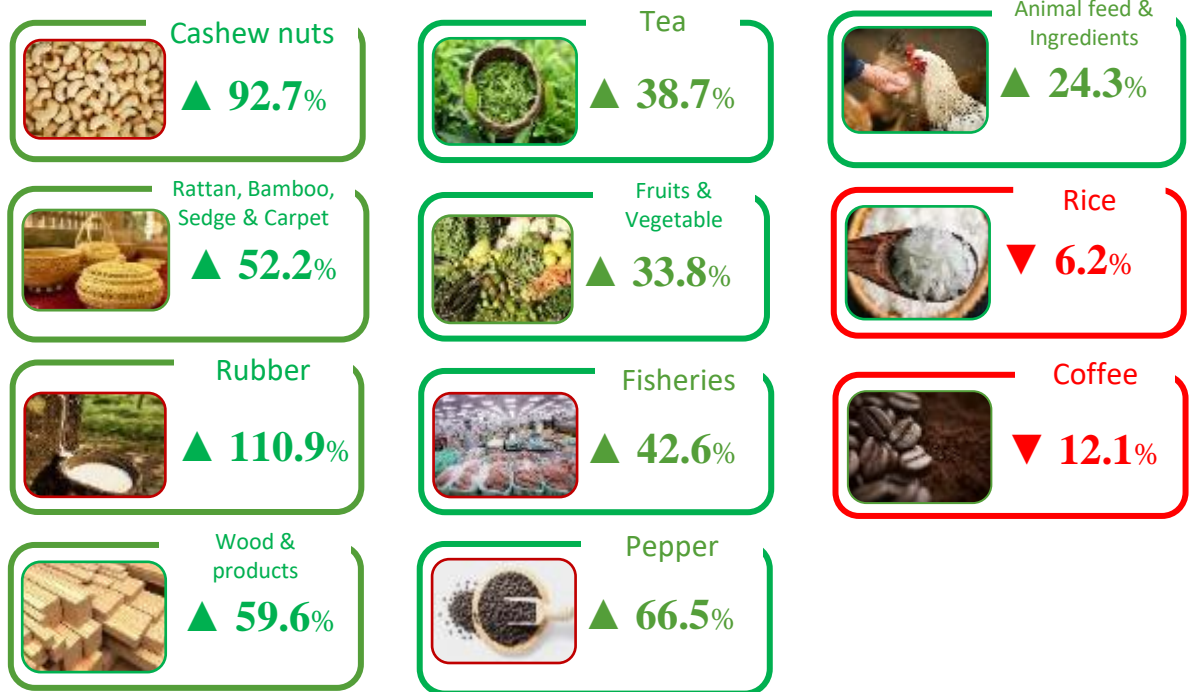 Cashew nuts
▲ 92.7%
Tea
▲ 38.7%
Animal feed &
Ingredients
▲ 24.3%
Rattan, Bamboo,
Sedge & Carpet
▲ 52.2%
Fruits &
Vegetable
▲ 33.8%
Rice
▼ 6.2%
Rubber
▲ 110.9%
Fisheries
▲ 42.6%
Coffee
▼ 12.1%
Wood &
products
▲ 59.6%
Pepper
▲ 66.5%